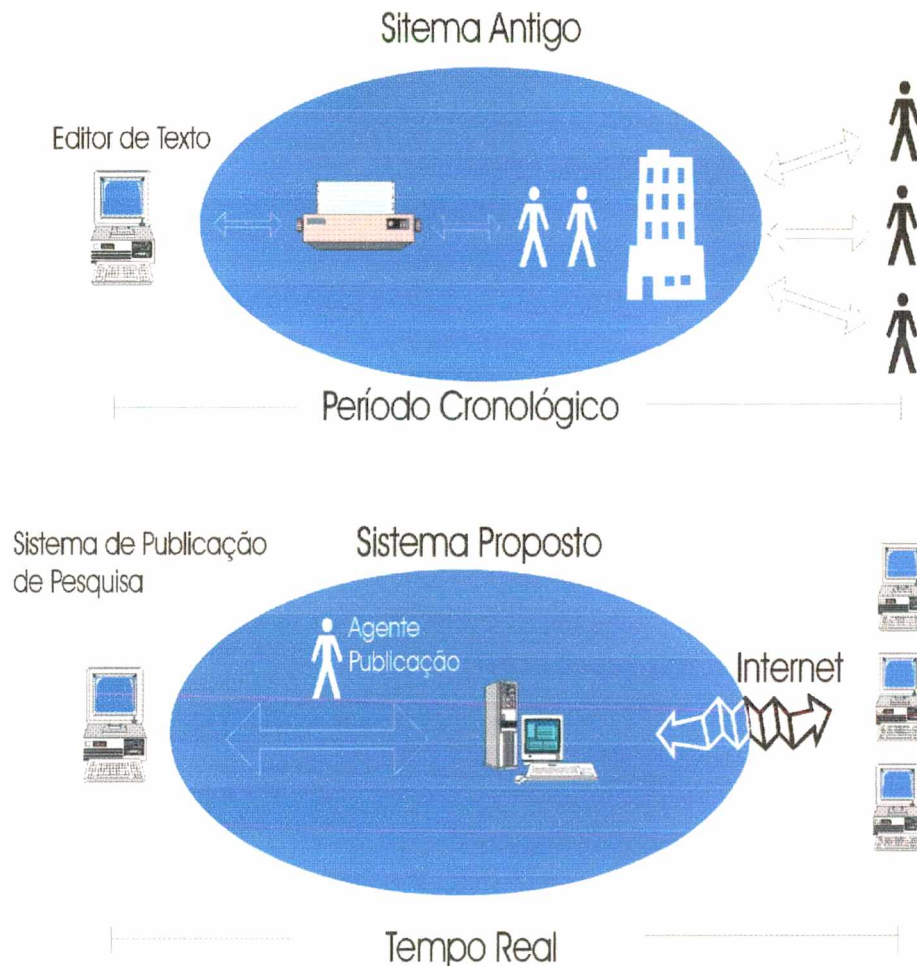 Sitema Antigo
Editor de Texto
Período Cronológico
Sistema de Publicação
de Pesquisa
Sistema Proposto
Agente
Publicação
Internet
Tempo Real